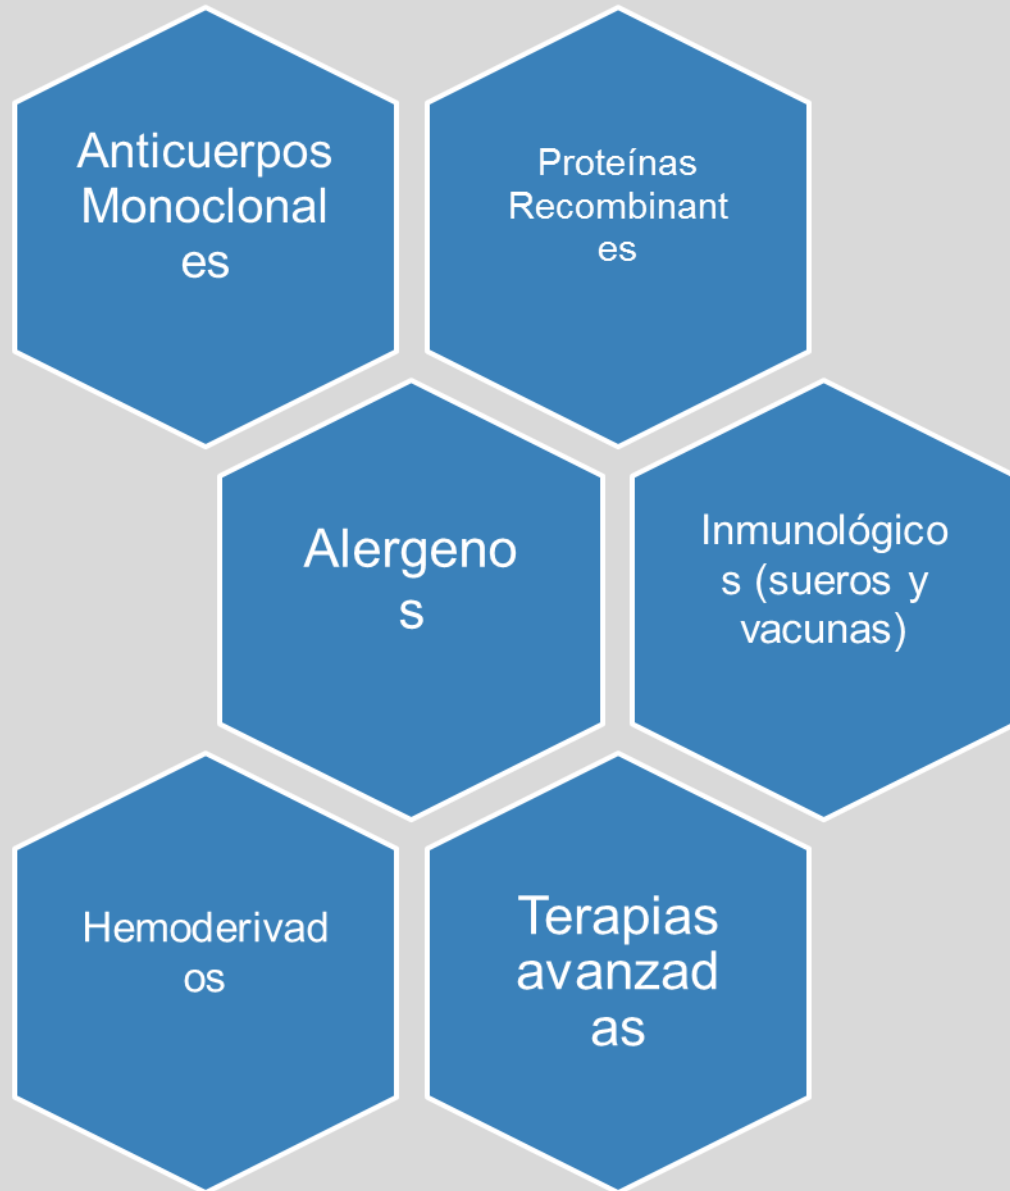 Anticuerpos
Monoclonal
es
Proteínas
Recombinant
es
Alergeno
s
Inmunológico
s (sueros y
vacunas)
Hemoderivad
os
Terapias
avanzad
as